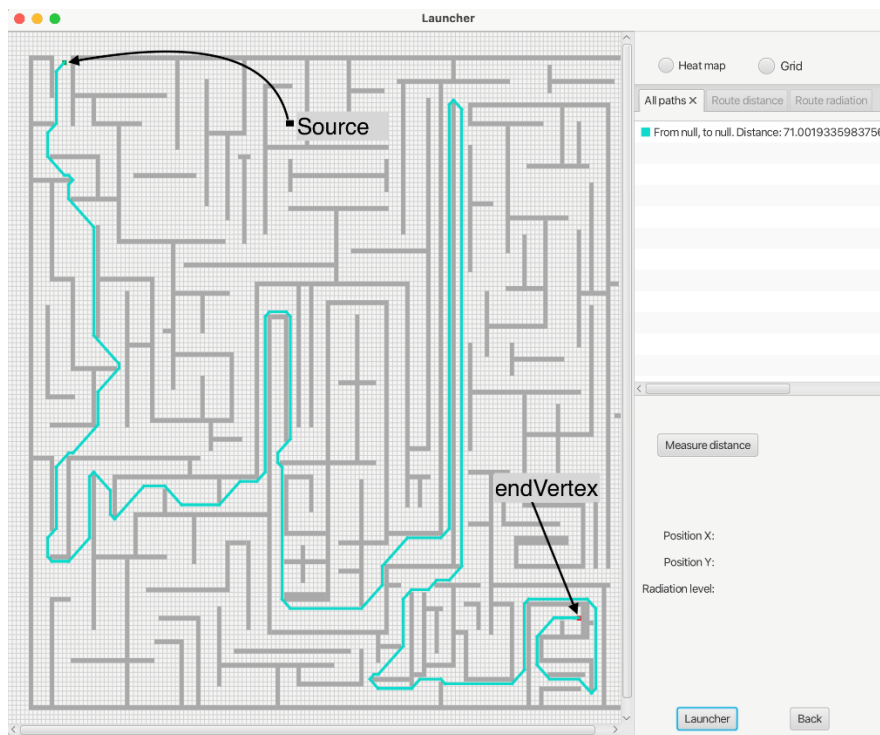 Launcher
Heat map
Grid
All paths ×
Route distance
Route radiation
From null, to null. Distance: 71.0019335983756
Source
Measure distance
endVertex
Position X:
Position Y:
Radiation level:
Launcher
Back